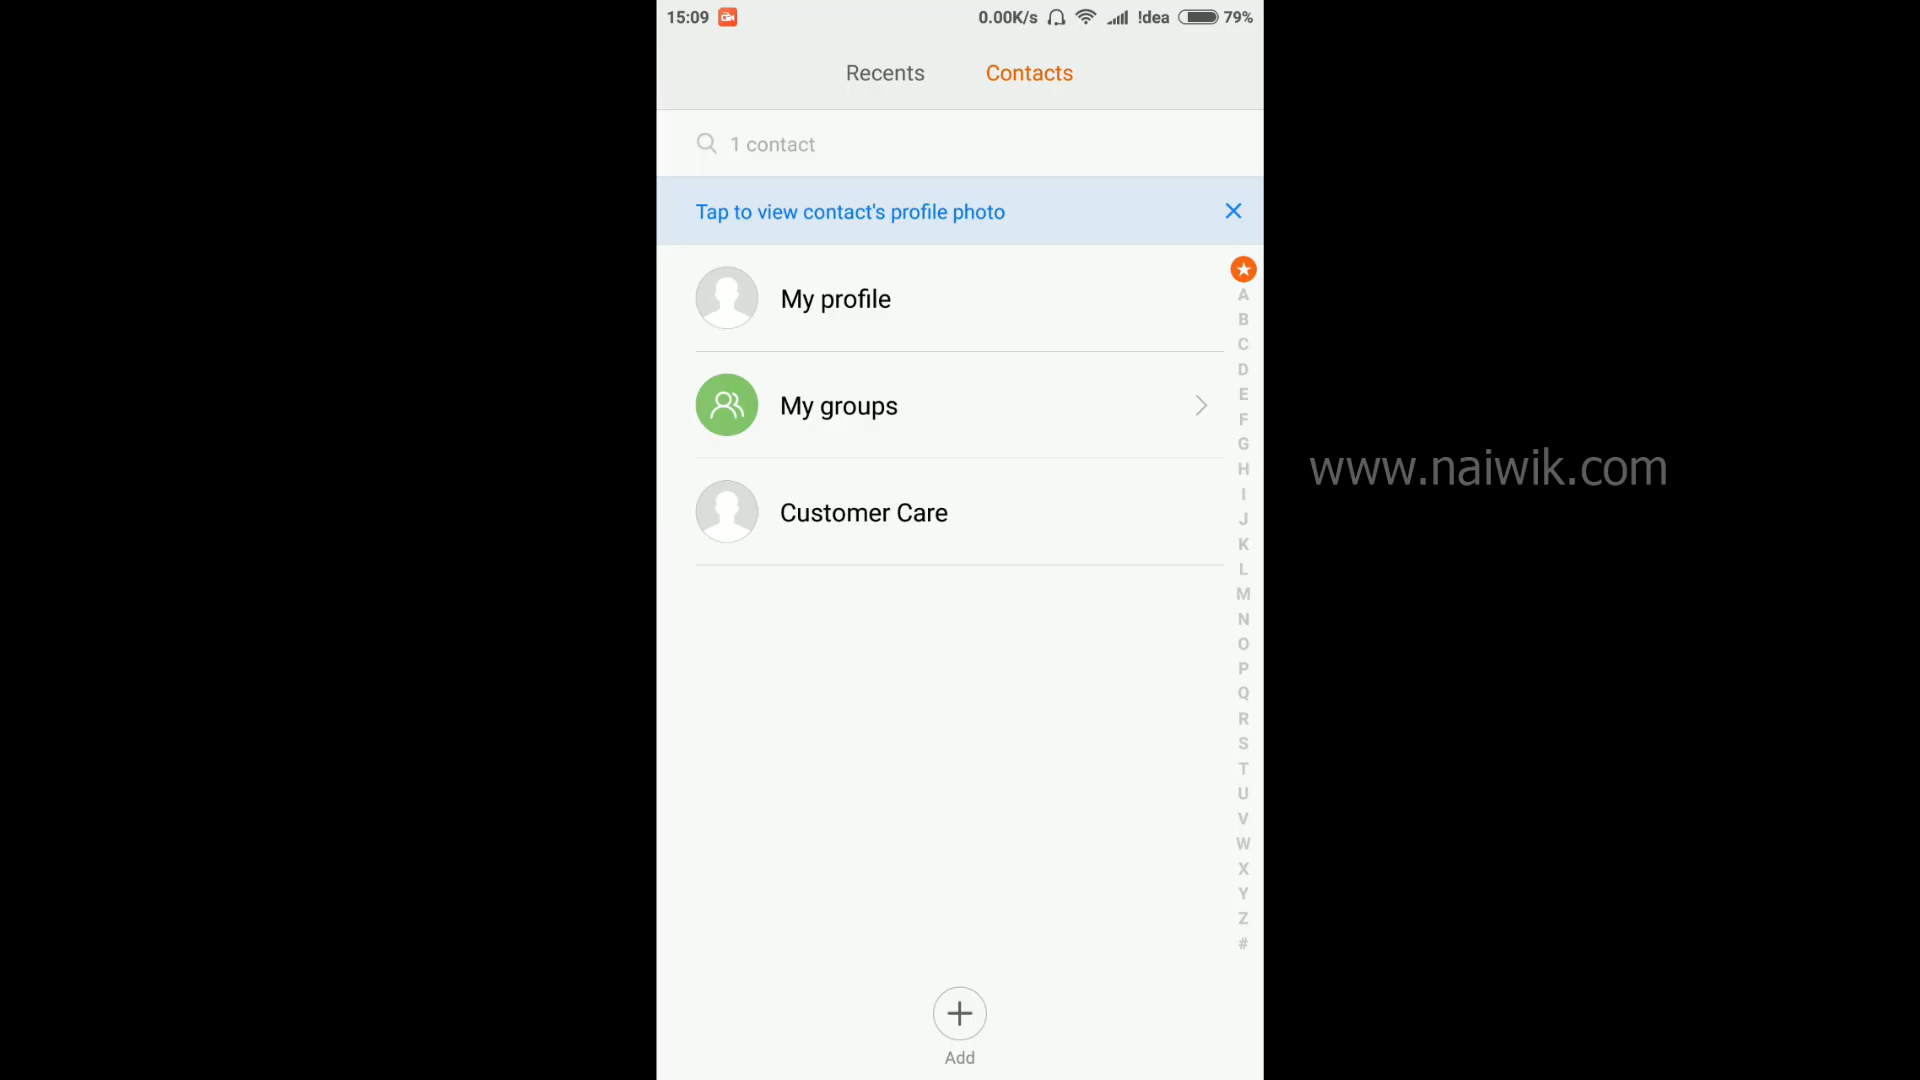 15:09 0.00K/s !dea 79%
Recents Contacts
1 contact
Tap to view contact's profile photo
My profile
My groups
Customer Care
A
B
C
D
E
F
G
H
I
J
K
L
M
N
O
P
Q
R
S
T
U
V
W
X
Y
Z
#
www.naiwik.com
Add